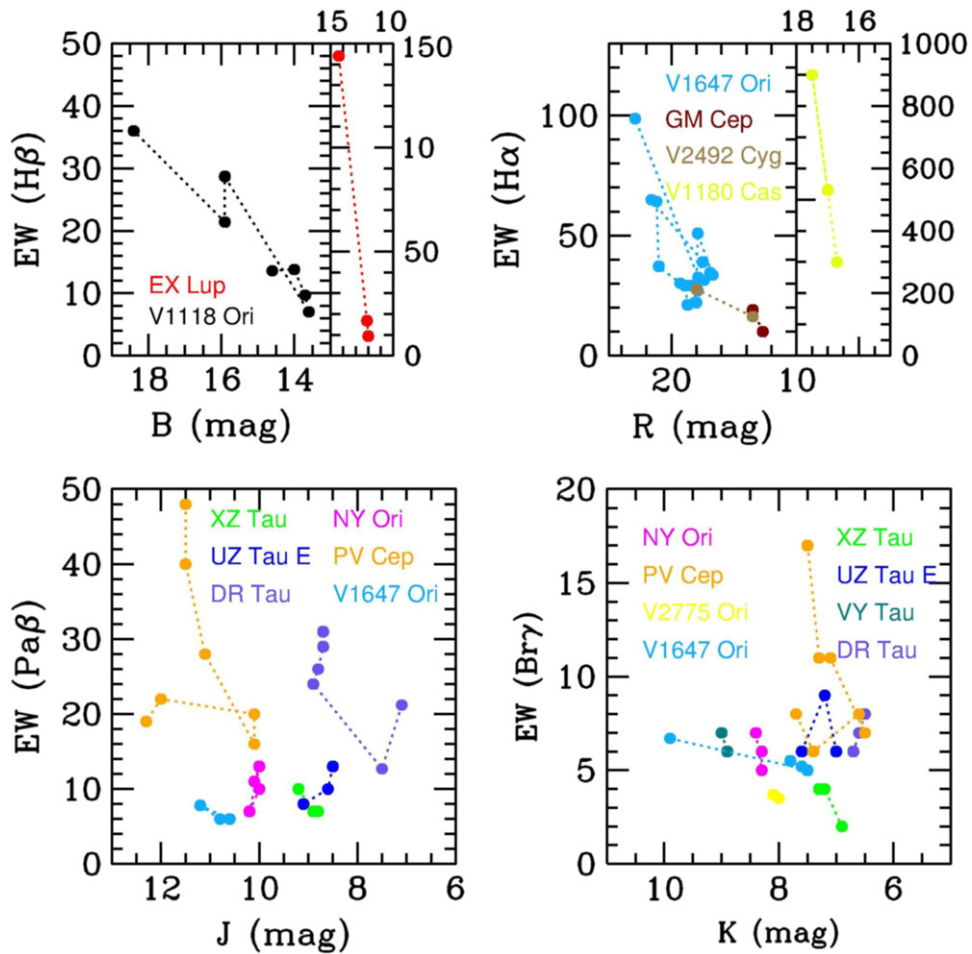 15 10
18 16
50 150
40
30 100
20 50
10
0 0
EW (Hβ)
EX Lup
V1118 Ori
18 16 14
B (mag)
100
50
0
EW (Hα)
V1647 Ori
GM Cep
V2492 Cyg
V1180 Cas
1000
800
600
400
200
0
20 10
R (mag)
50
40
30
20
10
0
EW (Paβ)
XZ Tau NY Ori
UZ Tau E PV Cep
DR Tau V1647 Ori
12 10 8 6
J (mag)
20
15
10
5
0
EW (Brγ)
NY Ori XZ Tau
PV Cep UZ Tau E
V2775 Ori VY Tau
V1647 Ori DR Tau
10 8 6
K (mag)